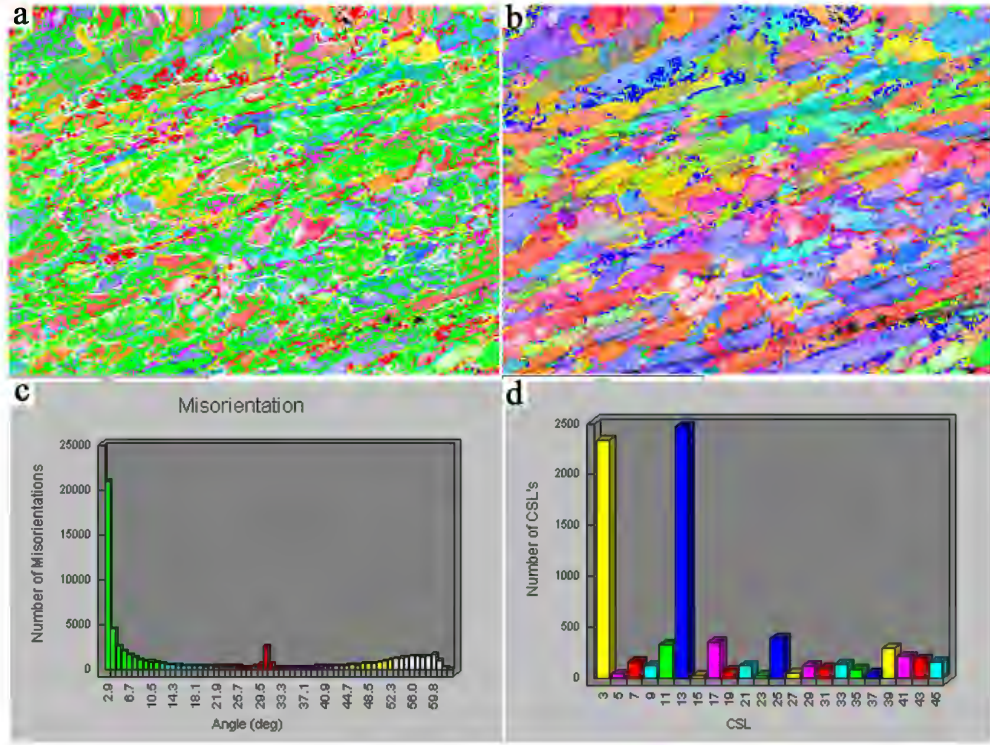 a
b
c
Misorientation
Number of Misorientations
25000
20000
15000
10000
5000
0
2.9 6.7 10.5 14.3 18.1 21.9 25.7 29.5 33.3 37.1 40.9 44.7 48.5 52.3 56.0 59.8
Angle (deg)
d
Number of CSL's
2500
2000
1500
1000
500
0
3 5 7 9 11 13 15 17 19 21 23 25 27 29 31 33 35 37 39 41 43 45
CSL